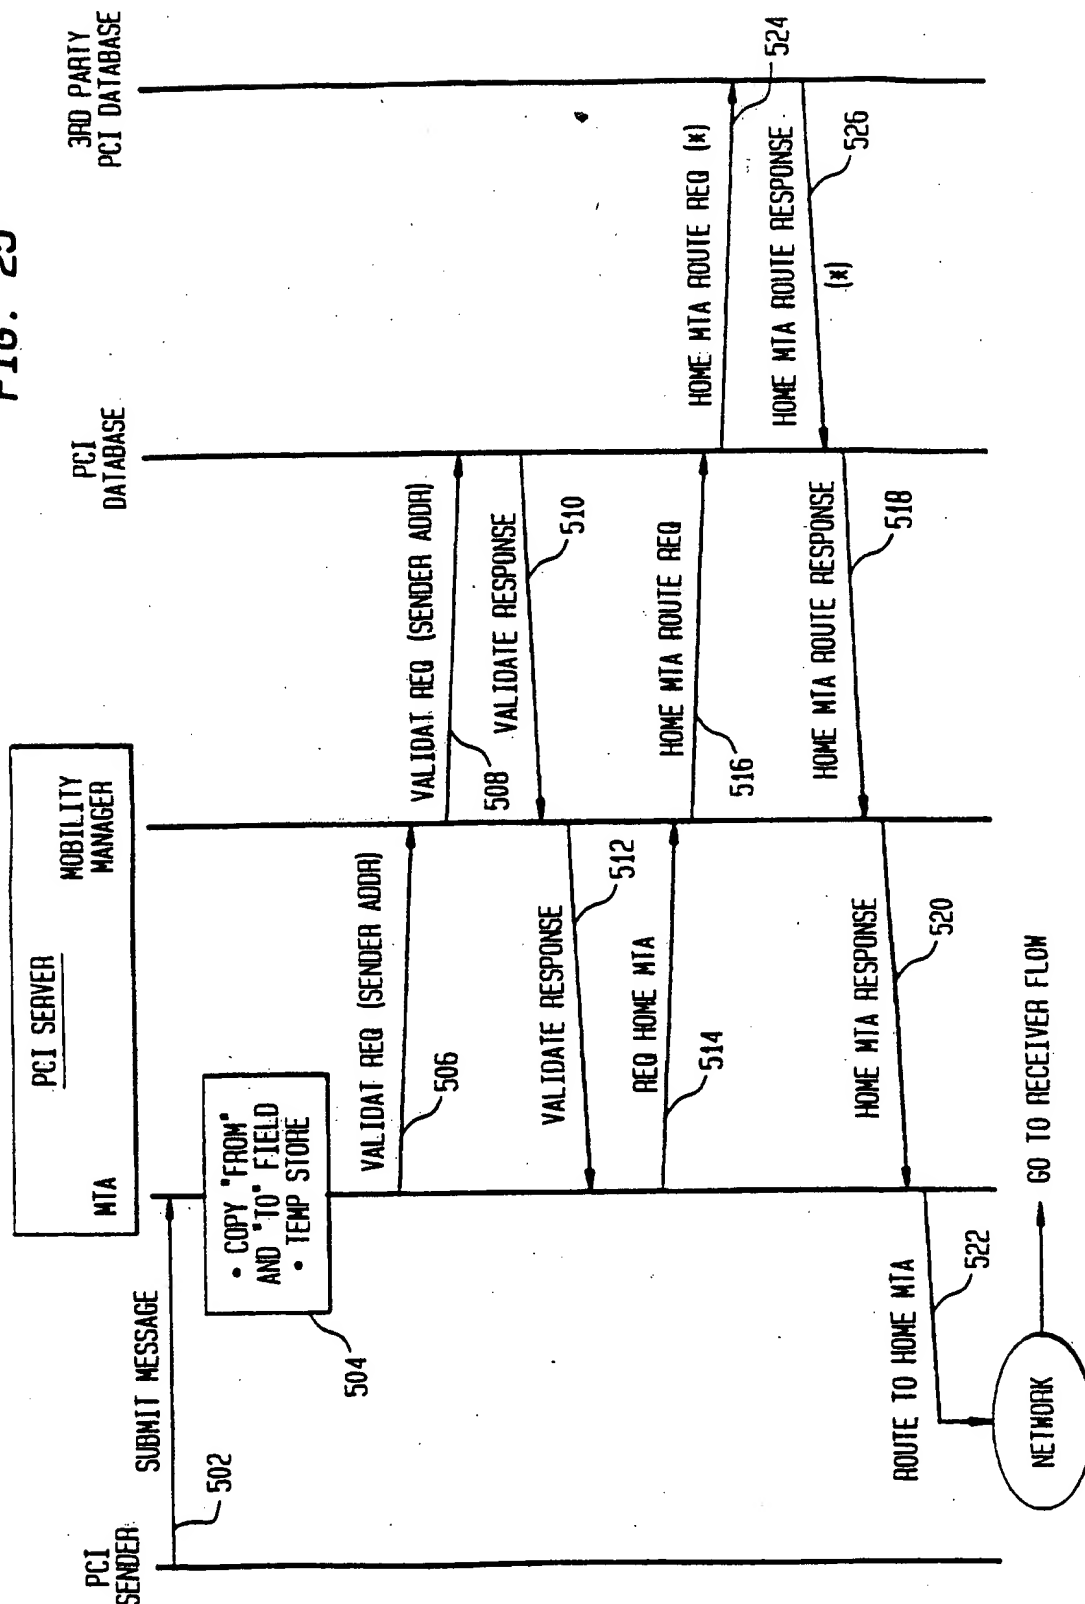 FIG. 25
PCI SERVER
PCI
SENDER
MTA
MOBILITY
MANAGER
PCI
DATABASE
3RD PARTY
PCI DATABASE
SUBMIT MESSAGE
502
• COPY "FROM"
AND "TO" FIELD
• TEMP STORE
504
VALIDAT REQ (SENDER ADDR)
506
VALIDAT REQ (SENDER ADDR)
508
VALIDATE RESPONSE
510
VALIDATE RESPONSE
512
REQ HOME MTA
514
HOME MTA ROUTE REQ
516
HOME MTA ROUTE REQ (*)
524
HOME MTA ROUTE RESPONSE
(*)
526
HOME MTA ROUTE RESPONSE
518
HOME MTA RESPONSE
520
ROUTE TO HOME MTA
522
NETWORK
GO TO RECEIVER FLOW